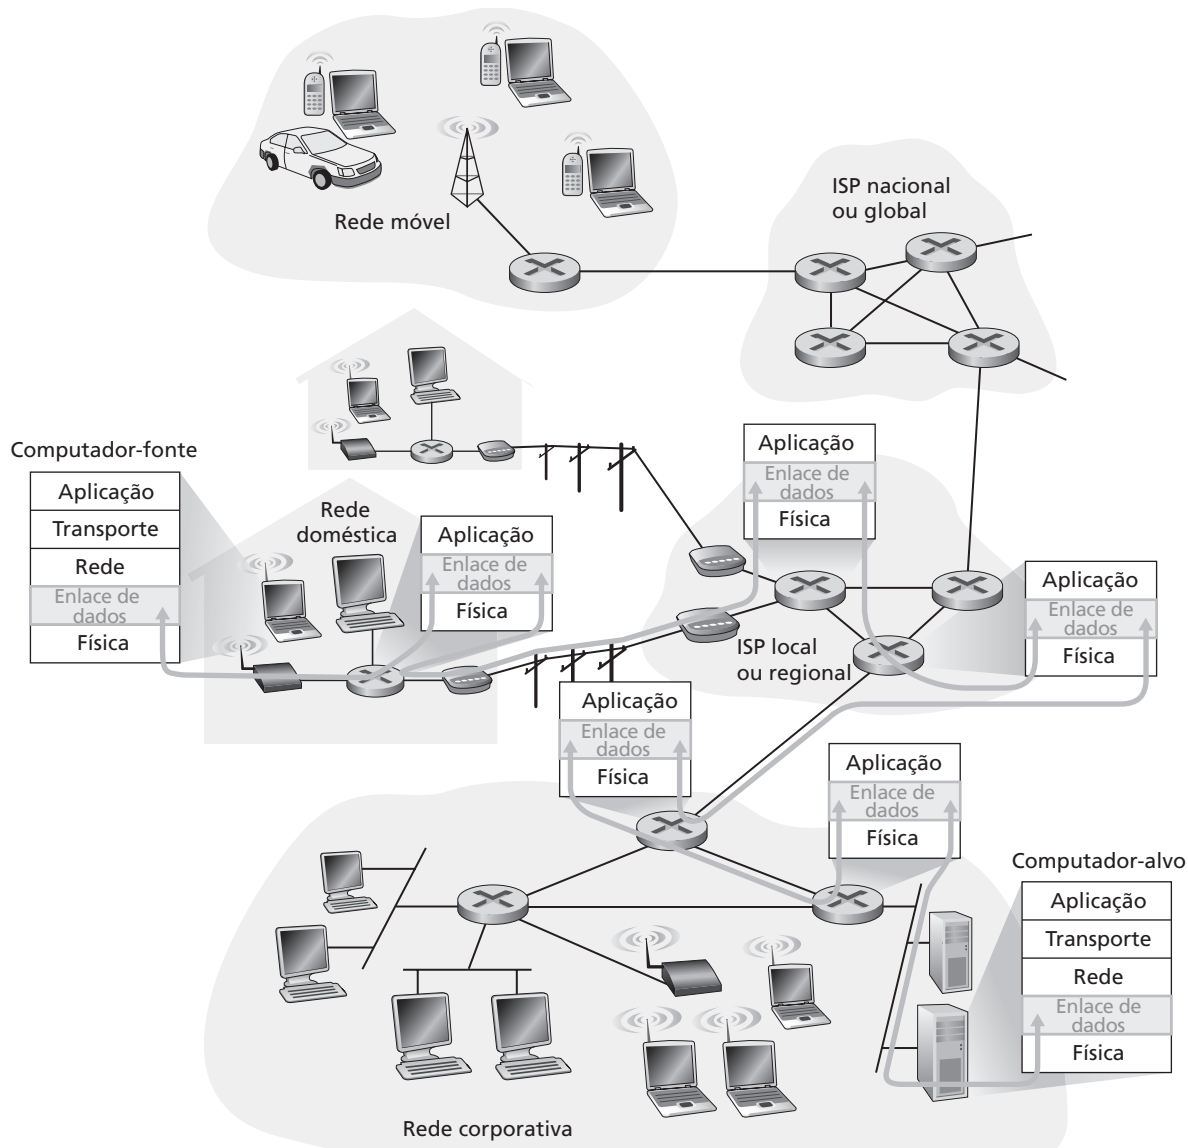 Rede móvel
ISP nacional
ou global
Computador-fonte
Aplicação
Transporte
Rede
Enlace de
dados
Física
Rede
doméstica
Aplicação
Enlace de
dados
Física
Aplicação
Enlace de
dados
Física
ISP local
ou regional
Aplicação
Enlace de
dados
Física
Aplicação
Enlace de
dados
Física
Aplicação
Enlace de
dados
Física
Computador-alvo
Aplicação
Transporte
Rede
Enlace de
dados
Física
Rede corporativa